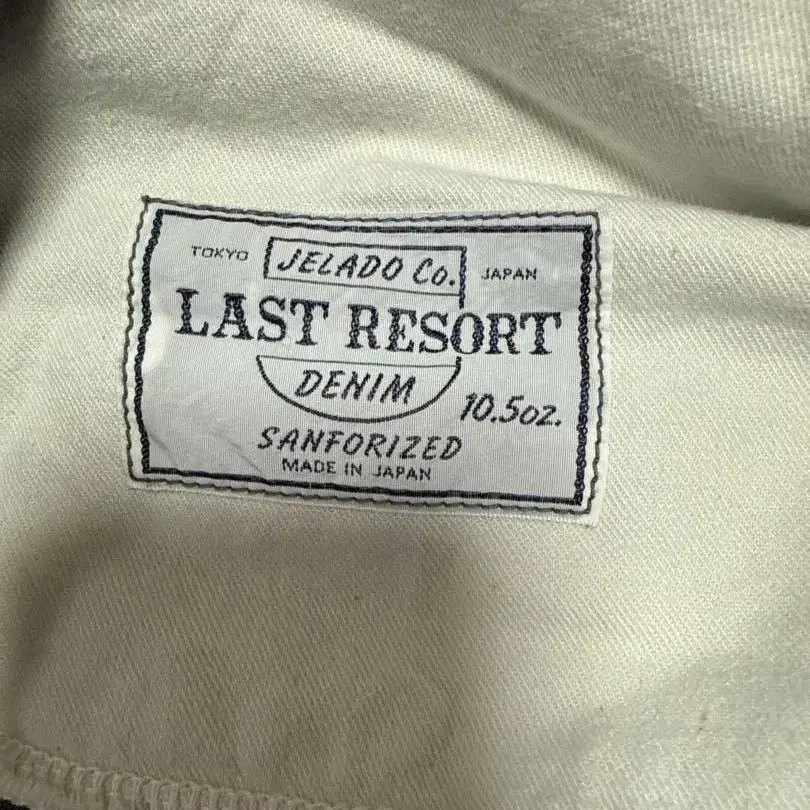 TOKYO JELADO Co. JAPAN
LAST RESORT
DENIM 10.5oz.
SANFORIZED
MADE IN JAPAN